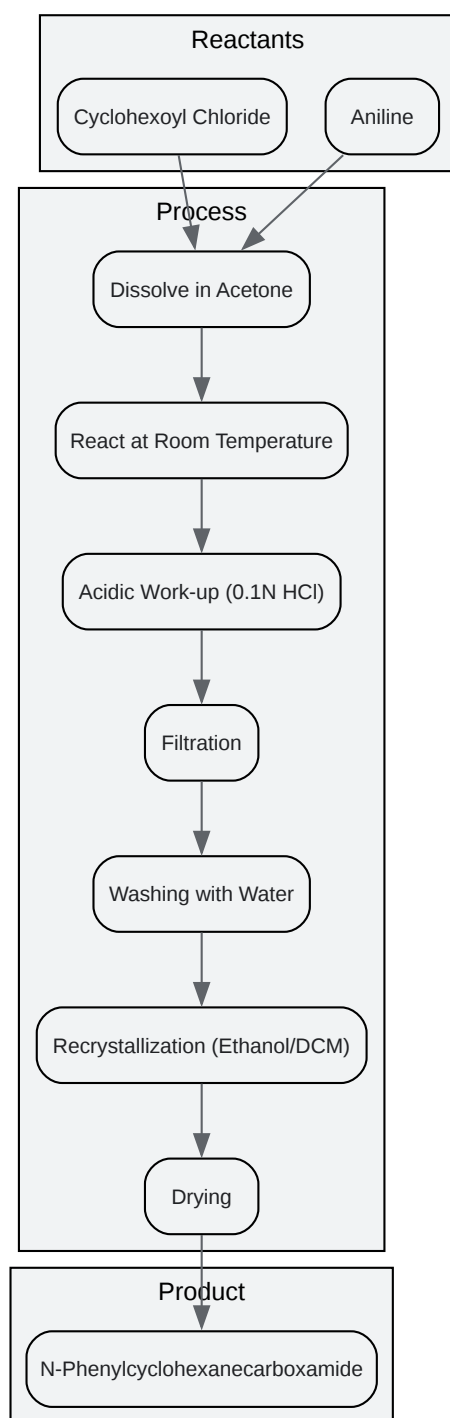 Reactants
Cyclohexoyl Chloride
Aniline
Process
Dissolve in Acetone
React at Room Temperature
Acidic Work-up (0.1N HCl)
Filtration
Washing with Water
Recrystallization (Ethanol/DCM)
Drying
Product
N-Phenylcyclohexanecarboxamide